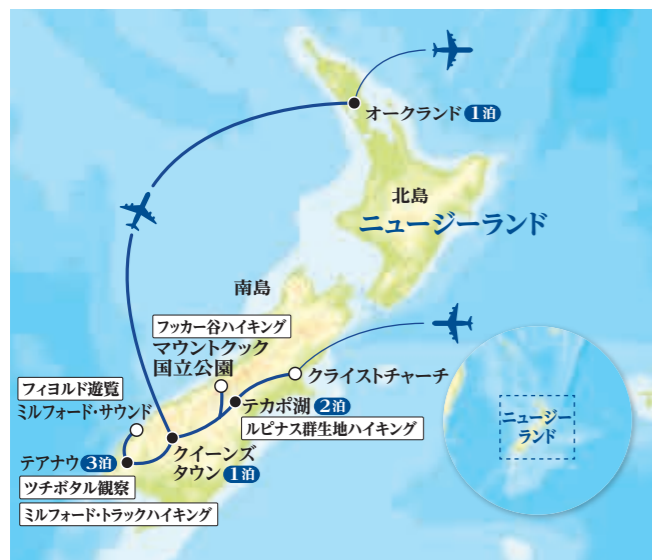 オークランド 1泊
北島
ニュージーランド
南島
フッカー谷ハイキング
マウントクック
国立公園
クライストチャーチ
フィヨルド遊覧
ミルフォード・サウンド
テカポ湖 2泊
ルピナス群生地ハイキング
ニュージー
ランド
テアナウ 3泊
クイーンズ
タウン 1泊
ツチボタル観察
ミルフォード・トラックハイキング